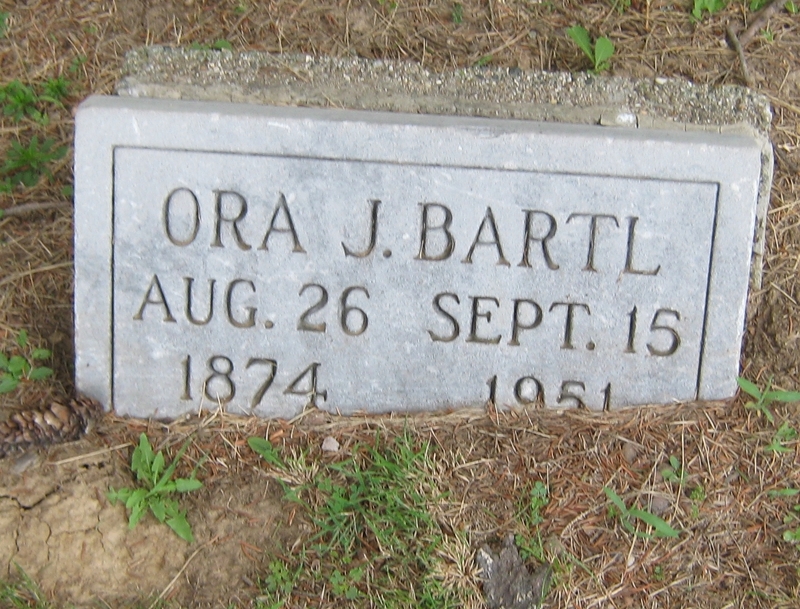 ORA J. BARTL
AUG. 26 SEPT. 15
1874 1951